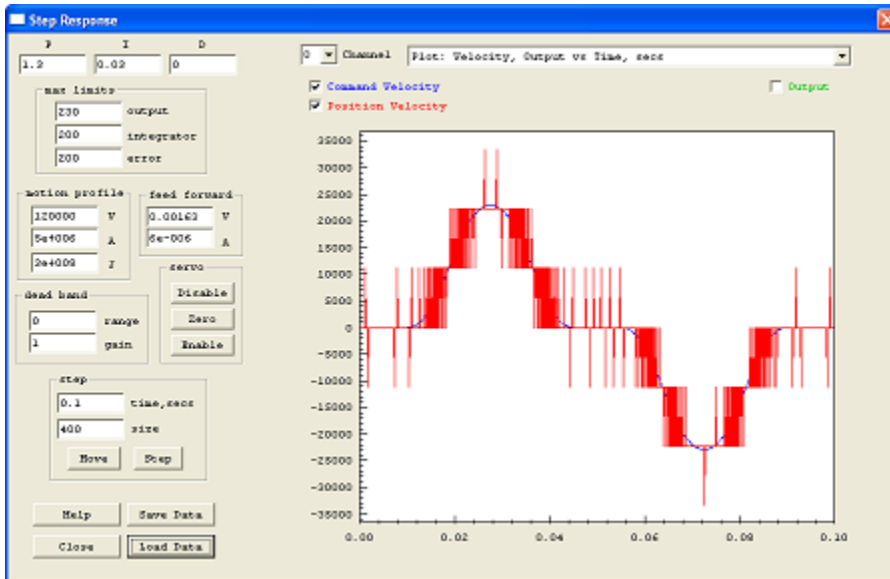 Step Response
P I D
1.2 0.02 0
max limits
230 output
200 integrator
200 error
motion profile
120000 V
5e+006 A
2e+008 J
feed forward
0.00163 V
6e-006 A
servo
Disable
Zero
Enable
dead band
0 range
1 gain
step
0.1 time,secs
400 size
Move Step
Help Save Data
Close Load Data
0 Channel Plot: Velocity, Output vs Time, secs
Command Velocity Output
Position Velocity
35000
30000
25000
20000
15000
10000
5000
0
-5000
-10000
-15000
-20000
-25000
-30000
-35000
0.00 0.02 0.04 0.06 0.08 0.10